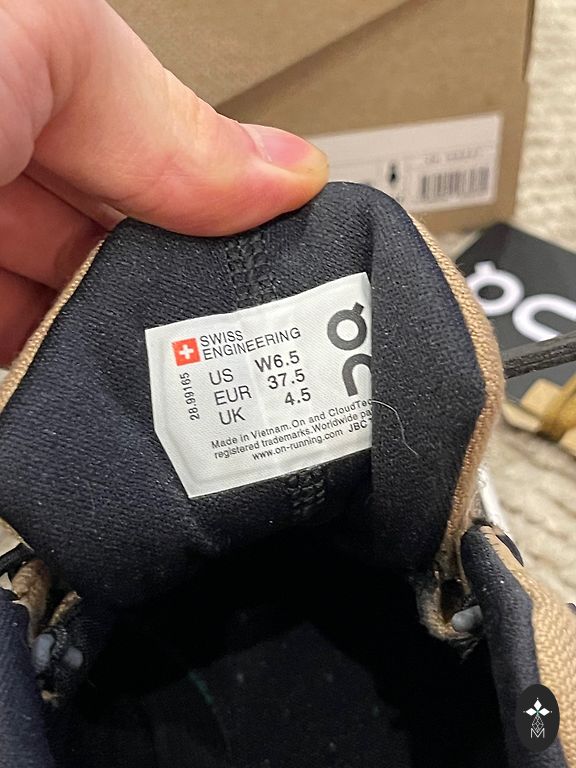 SWISS
ENGINEERING
28.99165
US W6.5
EUR 37.5
UK 4.5
Made in Vietnam. On and CloudTec
registered trademarks. Worldwide pa
www.on-running.com JBC
M